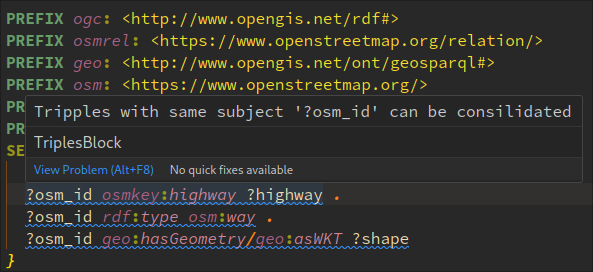 PREFIX ogc: <http://www.opengis.net/rdf#>
PREFIX osmrel: <https://www.openstreetmap.org/relation/>
PREFIX geo: <http://www.opengis.net/ont/geosparql#>
PREFIX osm: <https://www.openstreetmap.org/>
PR
Tripples with same subject '?osm_id' can be consilidated
PR
TriplesBlock
SE
View Problem (Alt+F8) No quick fixes available
?osm_id osmkey:highway ?highway .
?osm_id rdf:type osm:way .
?osm_id geo:hasGeometry/geo:asWKT ?shape
}